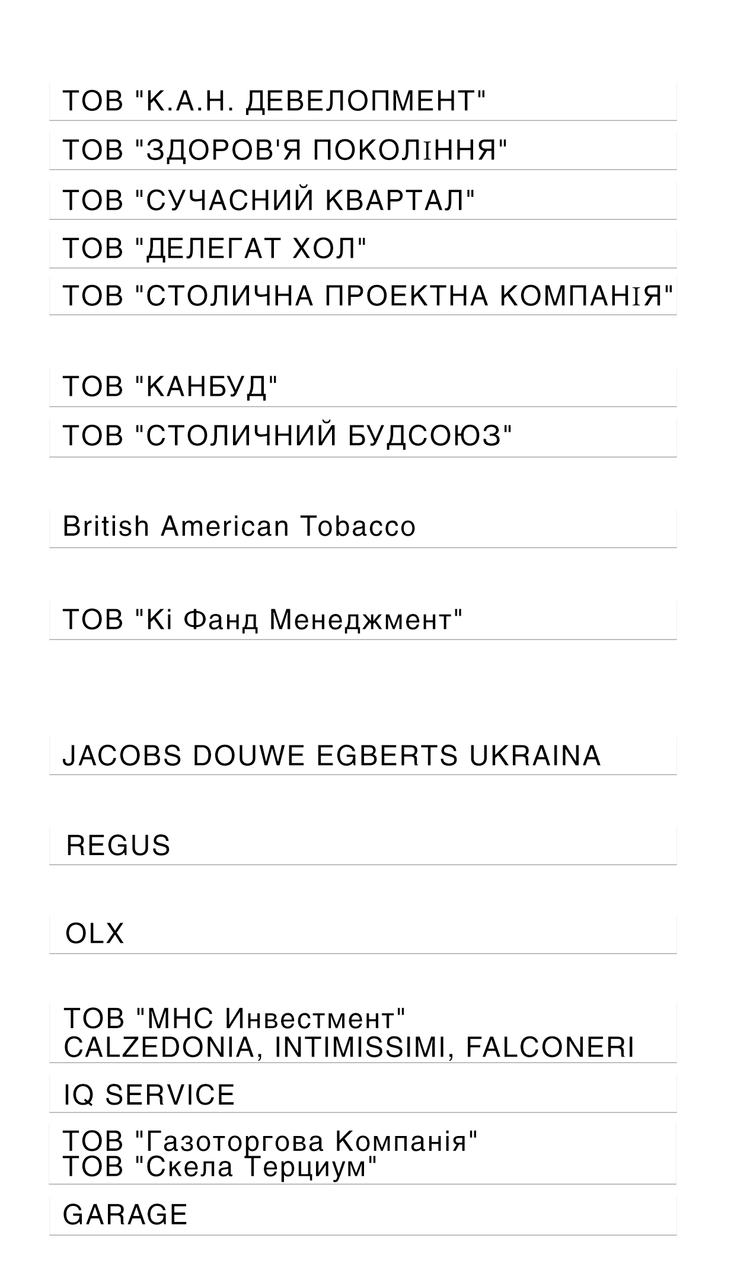 ТОВ "К.А.Н. ДЕВЕЛОПМЕНТ"
ТОВ "ЗДОРОВ'Я ПОКОЛІННЯ"
ТОВ "СУЧАСНИЙ КВАРТАЛ"
ТОВ "ДЕЛЕГАТ ХОЛ"
ТОВ "СТОЛИЧНА ПРОЕКТНА КОМПАНІЯ"
ТОВ "КАНБУД"
ТОВ "СТОЛИЧНИЙ БУДСОЮЗ"
British American Tobacco
ТОВ "Кі Фанд Менеджмент"
JACOBS DOUWE EGBERTS UKRAINA
REGUS
OLX
ТОВ "МНС Инвестмент"
CALZEDONIA, INTIMISSIMI, FALCONERI
IQ SERVICE
ТОВ "Газоторгова Компанія"
ТОВ "Скела Терциум"
GARAGE